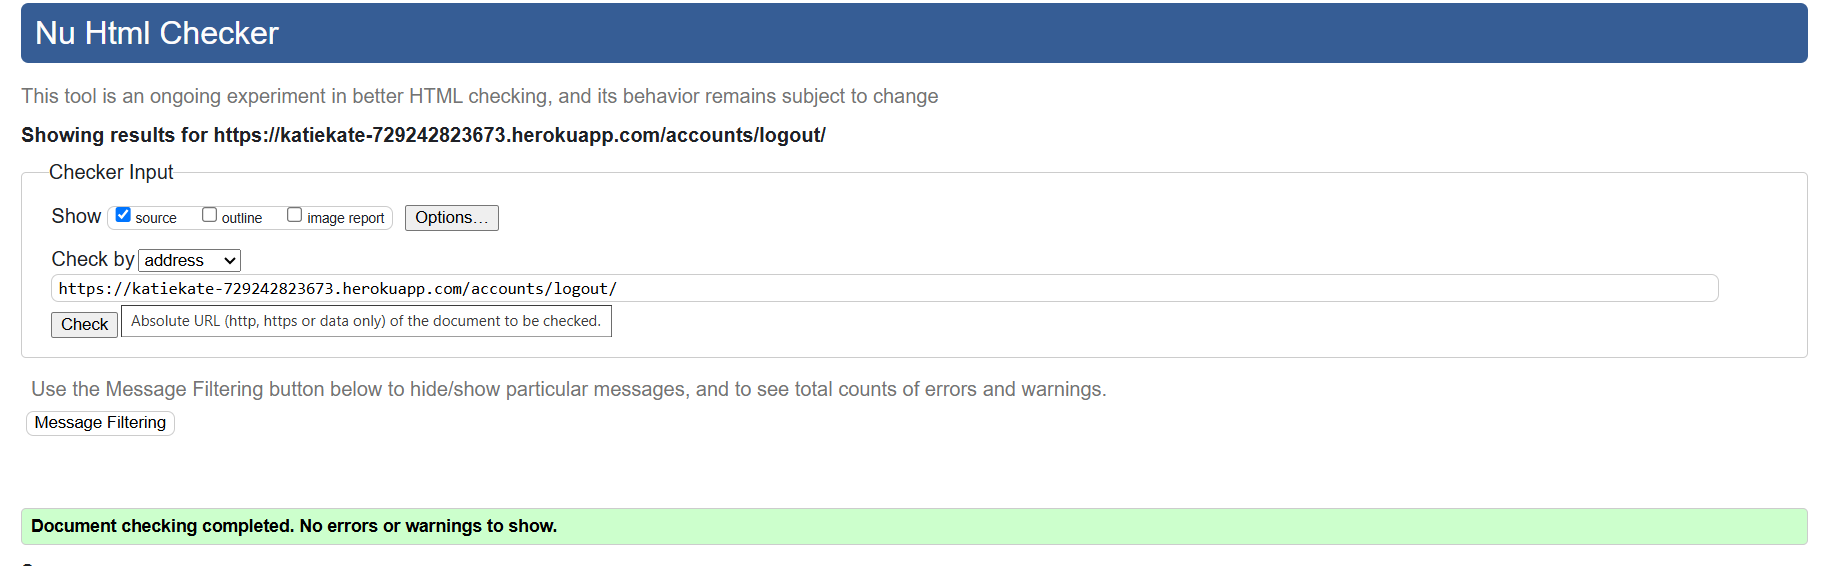 Nu Html Checker
This tool is an ongoing experiment in better HTML checking, and its behavior remains subject to change
Showing results for https://katiekate-729242823673.herokuapp.com/accounts/logout/
Checker Input
Show source outline image report Options...
Check by address
https://katiekate-729242823673.herokuapp.com/accounts/logout/
Check Absolute URL (http, https or data only) of the document to be checked.
Use the Message Filtering button below to hide/show particular messages, and to see total counts of errors and warnings.
Message Filtering
Document checking completed. No errors or warnings to show.